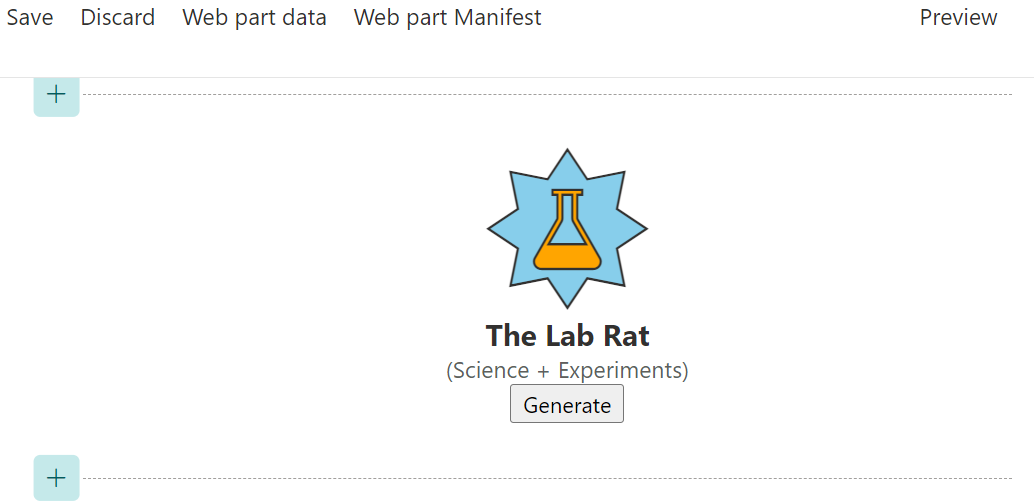 Save Discard Web part data Web part Manifest Preview
The Lab Rat
(Science + Experiments)
Generate